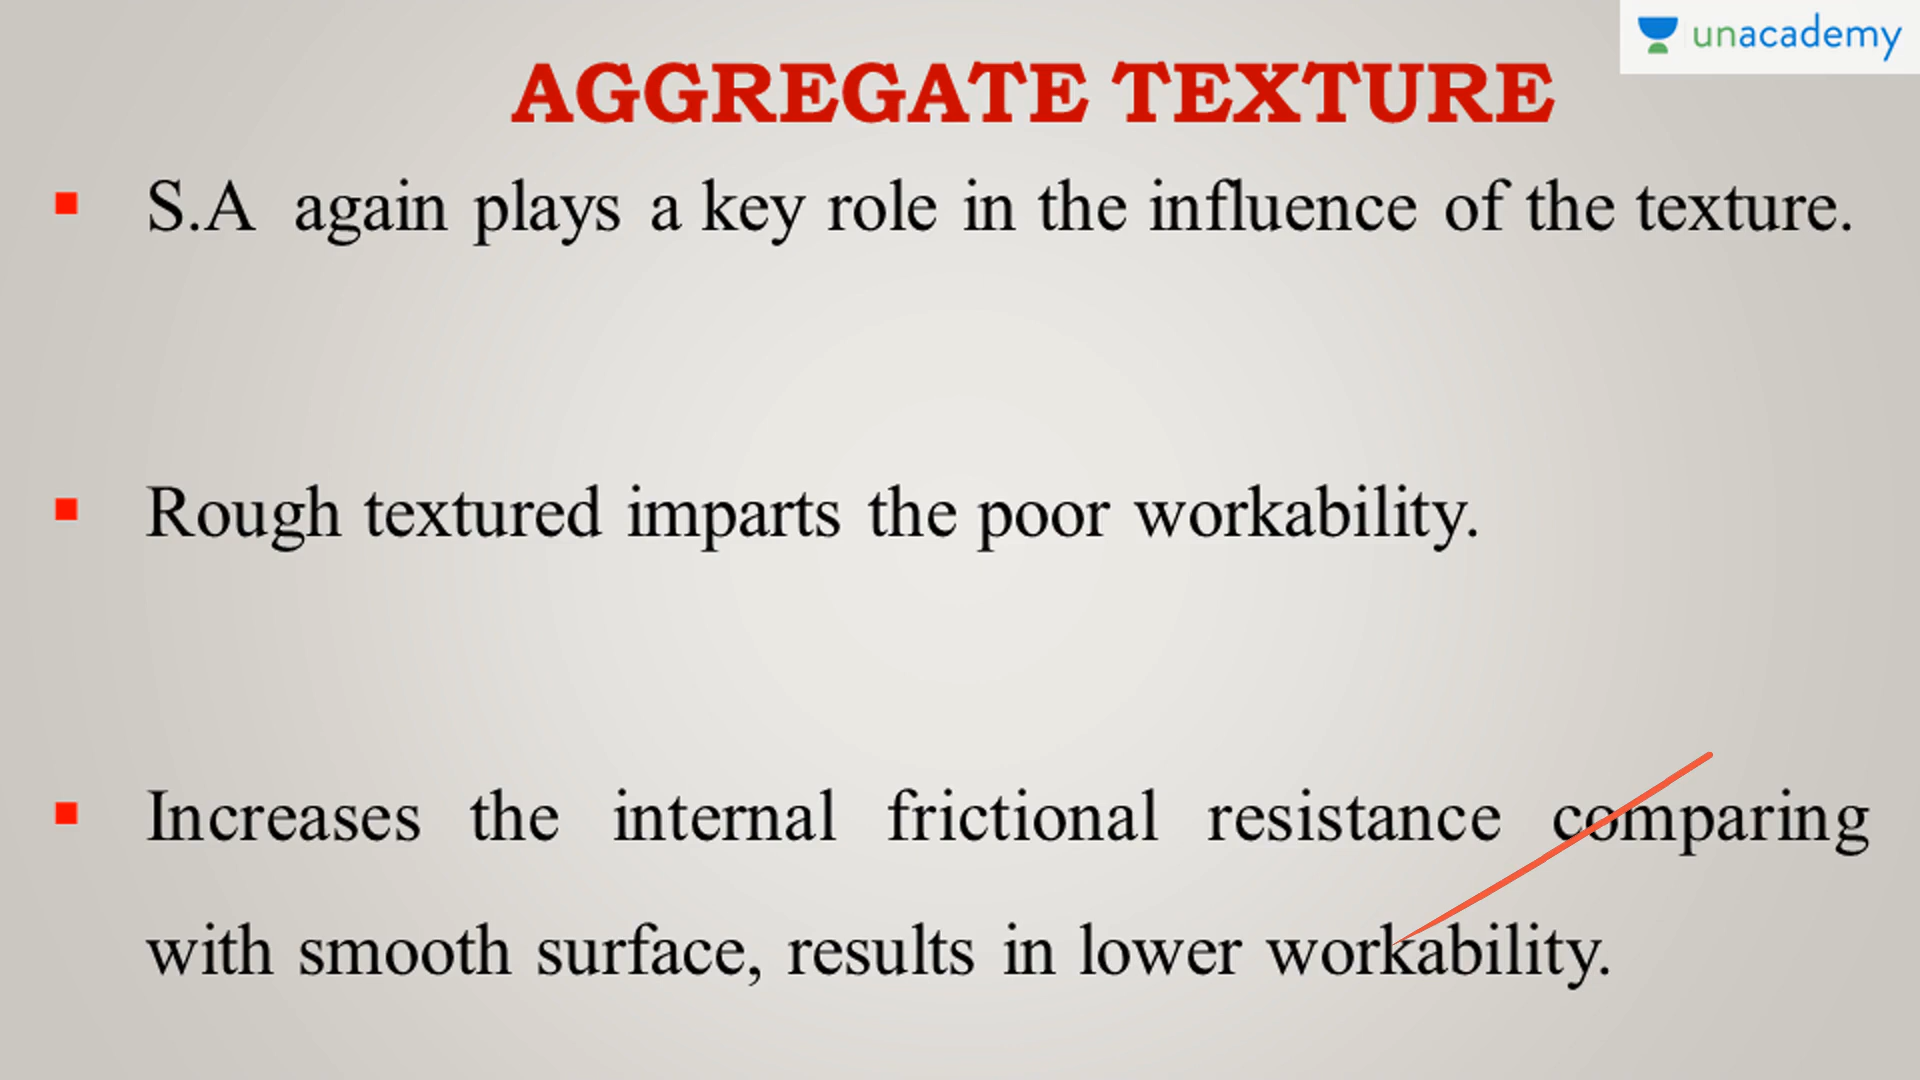 unacademy
AGGREGATE TEXTURE
S.A again plays a key role in the influence of the texture.
Rough textured imparts the poor workability.
Increases the internal frictional resistance comparing
with smooth surface, results in lower workability.